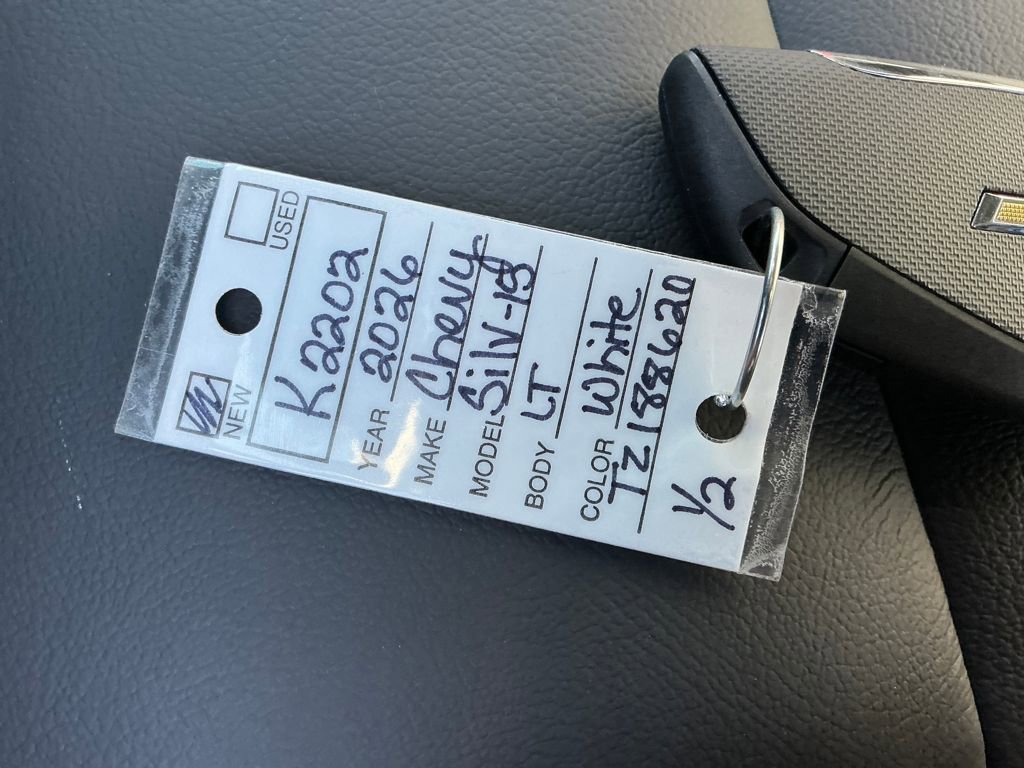 NEW USED
K2202
YEAR 2026
MAKE Chevy
MODEL Silv-15
BODY LT
COLOR White
TZ188620
1/2